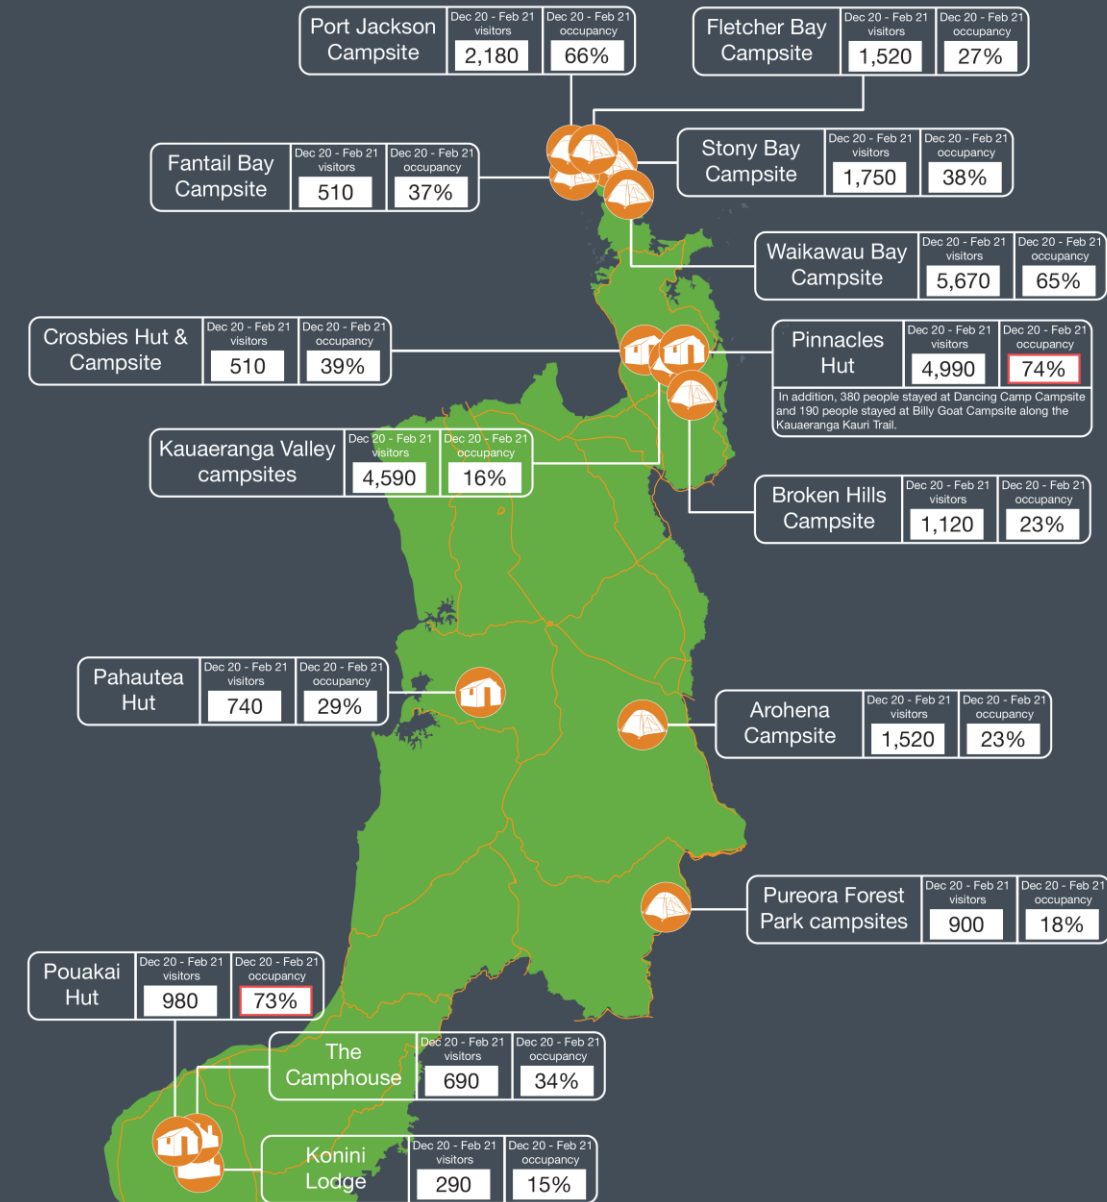 Port Jackson
Campsite
Dec 20 - Feb 21
visitors
2,180
Dec 20 - Feb 21
occupancy
66%
Fletcher Bay
Campsite
Dec 20 - Feb 21
visitors
1,520
Dec 20 - Feb 21
occupancy
27%
Fantail Bay
Campsite
Dec 20 - Feb 21
visitors
510
Dec 20 - Feb 21
occupancy
37%
Stony Bay
Campsite
Dec 20 - Feb 21
visitors
1,750
Dec 20 - Feb 21
occupancy
38%
Waikawau Bay
Campsite
Dec 20 - Feb 21
visitors
5,670
Dec 20 - Feb 21
occupancy
65%
Crosbies Hut &
Campsite
Dec 20 - Feb 21
visitors
510
Dec 20 - Feb 21
occupancy
39%
Pinnacles
Hut
Dec 20 - Feb 21
visitors
4,990
Dec 20 - Feb 21
occupancy
74%
In addition, 380 people stayed at Dancing Camp Campsite
and 190 people stayed at Billy Goat Campsite along the
Kauaeranga Kauri Trail.
Kauaeranga Valley
campsites
Dec 20 - Feb 21
visitors
4,590
Dec 20 - Feb 21
occupancy
16%
Broken Hills
Campsite
Dec 20 - Feb 21
visitors
1,120
Dec 20 - Feb 21
occupancy
23%
Pahautea
Hut
Dec 20 - Feb 21
visitors
740
Dec 20 - Feb 21
occupancy
29%
Arohena
Campsite
Dec 20 - Feb 21
visitors
1,520
Dec 20 - Feb 21
occupancy
23%
Pureora Forest
Park campsites
Dec 20 - Feb 21
visitors
900
Dec 20 - Feb 21
occupancy
18%
Pouakai
Hut
Dec 20 - Feb 21
visitors
980
Dec 20 - Feb 21
occupancy
73%
The
Camphouse
Dec 20 - Feb 21
visitors
690
Dec 20 - Feb 21
occupancy
34%
Konini
Lodge
Dec 20 - Feb 21
visitors
290
Dec 20 - Feb 21
occupancy
15%